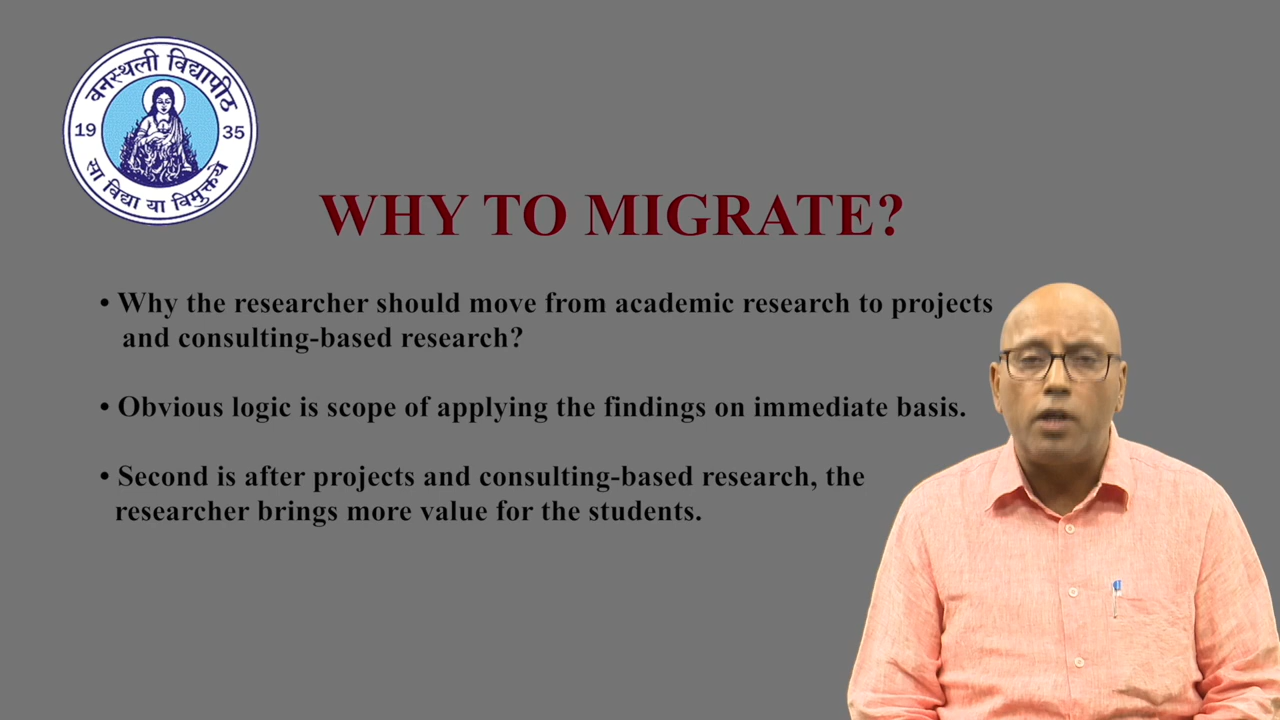 वनस्थली विद्यापीठ
19 35
सा विद्या या विमुक्तये
WHY TO MIGRATE?
• Why the researcher should move from academic research to projects
and consulting-based research?
• Obvious logic is scope of applying the findings on immediate basis.
• Second is after projects and consulting-based research, the
researcher brings more value for the students.